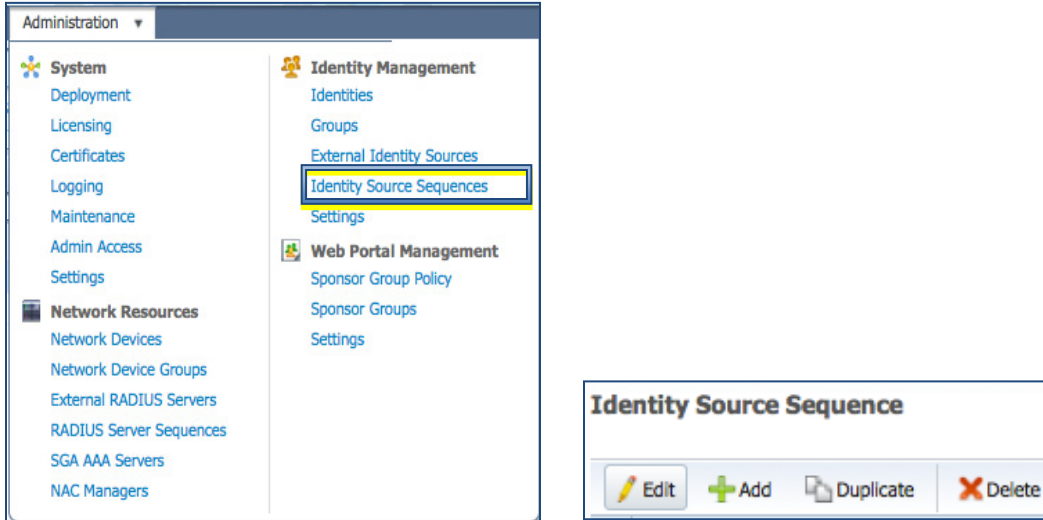 Administration
System
Deployment
Licensing
Certificates
Logging
Maintenance
Admin Access
Settings
Network Resources
Network Devices
Network Device Groups
External RADIUS Servers
RADIUS Server Sequences
SGA AAA Servers
NAC Managers
Identity Management
Identities
Groups
External Identity Sources
Identity Source Sequences
Settings
Web Portal Management
Sponsor Group Policy
Sponsor Groups
Settings
Identity Source Sequence
Edit Add Duplicate Delete